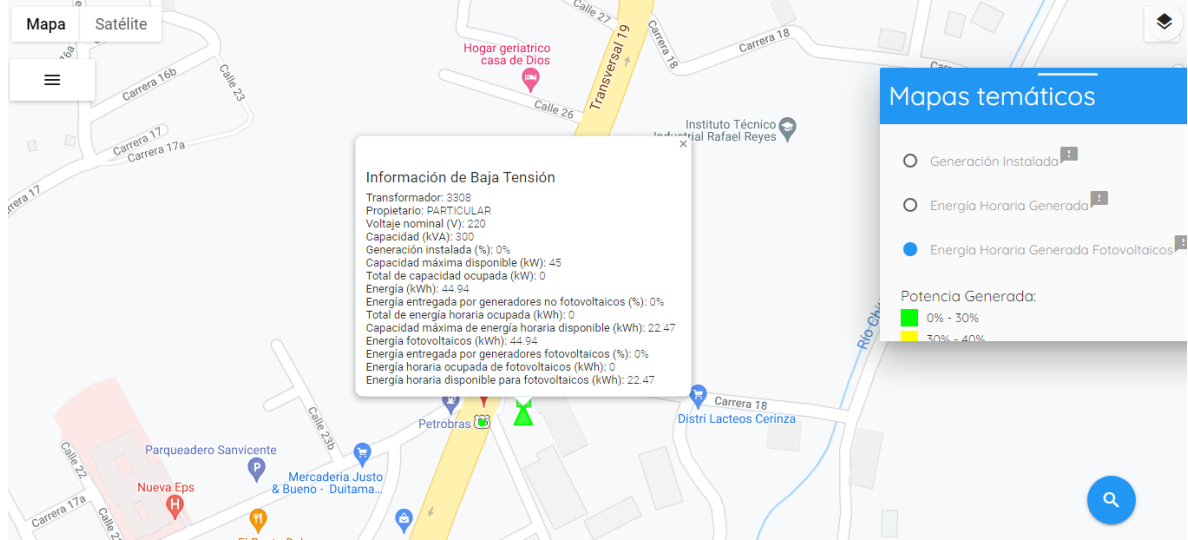 Mapa
Satélite
Calle 27
Transversal 19
Carrera 18
Carrera 18
Hogar geriatrico
casa de Dios
Carrera 16b
Calle 23
Calle 26
Mapas temáticos
Instituto Técnico
Industrial Rafael Reyes
Carrera 17
Carrera 17a
Información de Baja Tensión
Transformador: 3308
Propietario: PARTICULAR
Voltaje nominal (V): 220
Capacidad (kVA): 300
Generación instalada (%): 0%
Capacidad máxima disponible (kW): 45
Total de capacidad ocupada (kW): 0
Energía (kWh): 44.94
Energía entregada por generadores no fotovoltaicos (%): 0%
Total de energía horaria ocupada (kWh): 0
Capacidad máxima de energía horaria disponible (kWh): 22.47
Energía fotovoltaicos (kWh): 44.94
Energía entregada por generadores fotovoltaicos (%): 0%
Energía horaria ocupada de fotovoltaicos (kWh): 0
Energía horaria disponible para fotovoltaicos (kWh): 22.47
Generación Instalada
Energía Horaria Generada
Energía Horaria Generada Fotovoltaicos
Potencia Generada:
0% - 30%
30% - 40%
Petrobras
Carrera 18
Distri Lacteos Cerinza
Calle 23b
Calle 22
Parqueadero Sanvicente
P
Mercaderia Justo
& Bueno - Duitama...
Nueva Eps
H
Carrera 17a